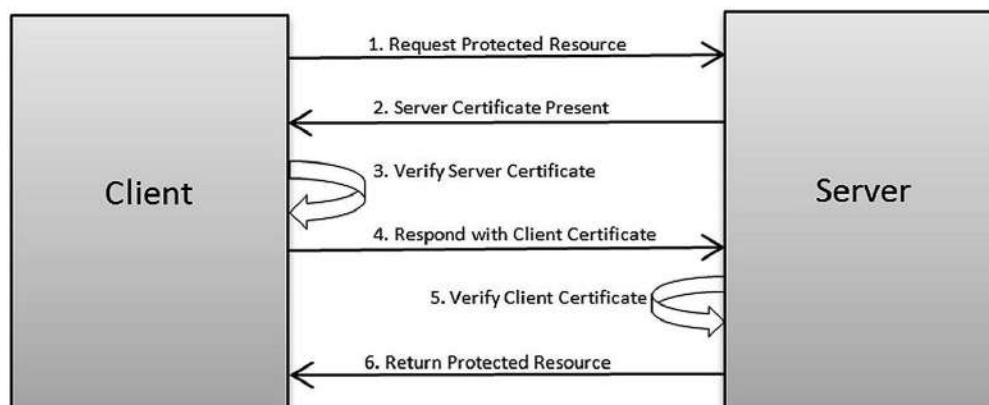 1. Request Protected Resource
2. Server Certificate Present
3. Verify Server Certificate
Client
Server
4. Respond with Client Certificate
5. Verify Client Certificate
6. Return Protected Resource